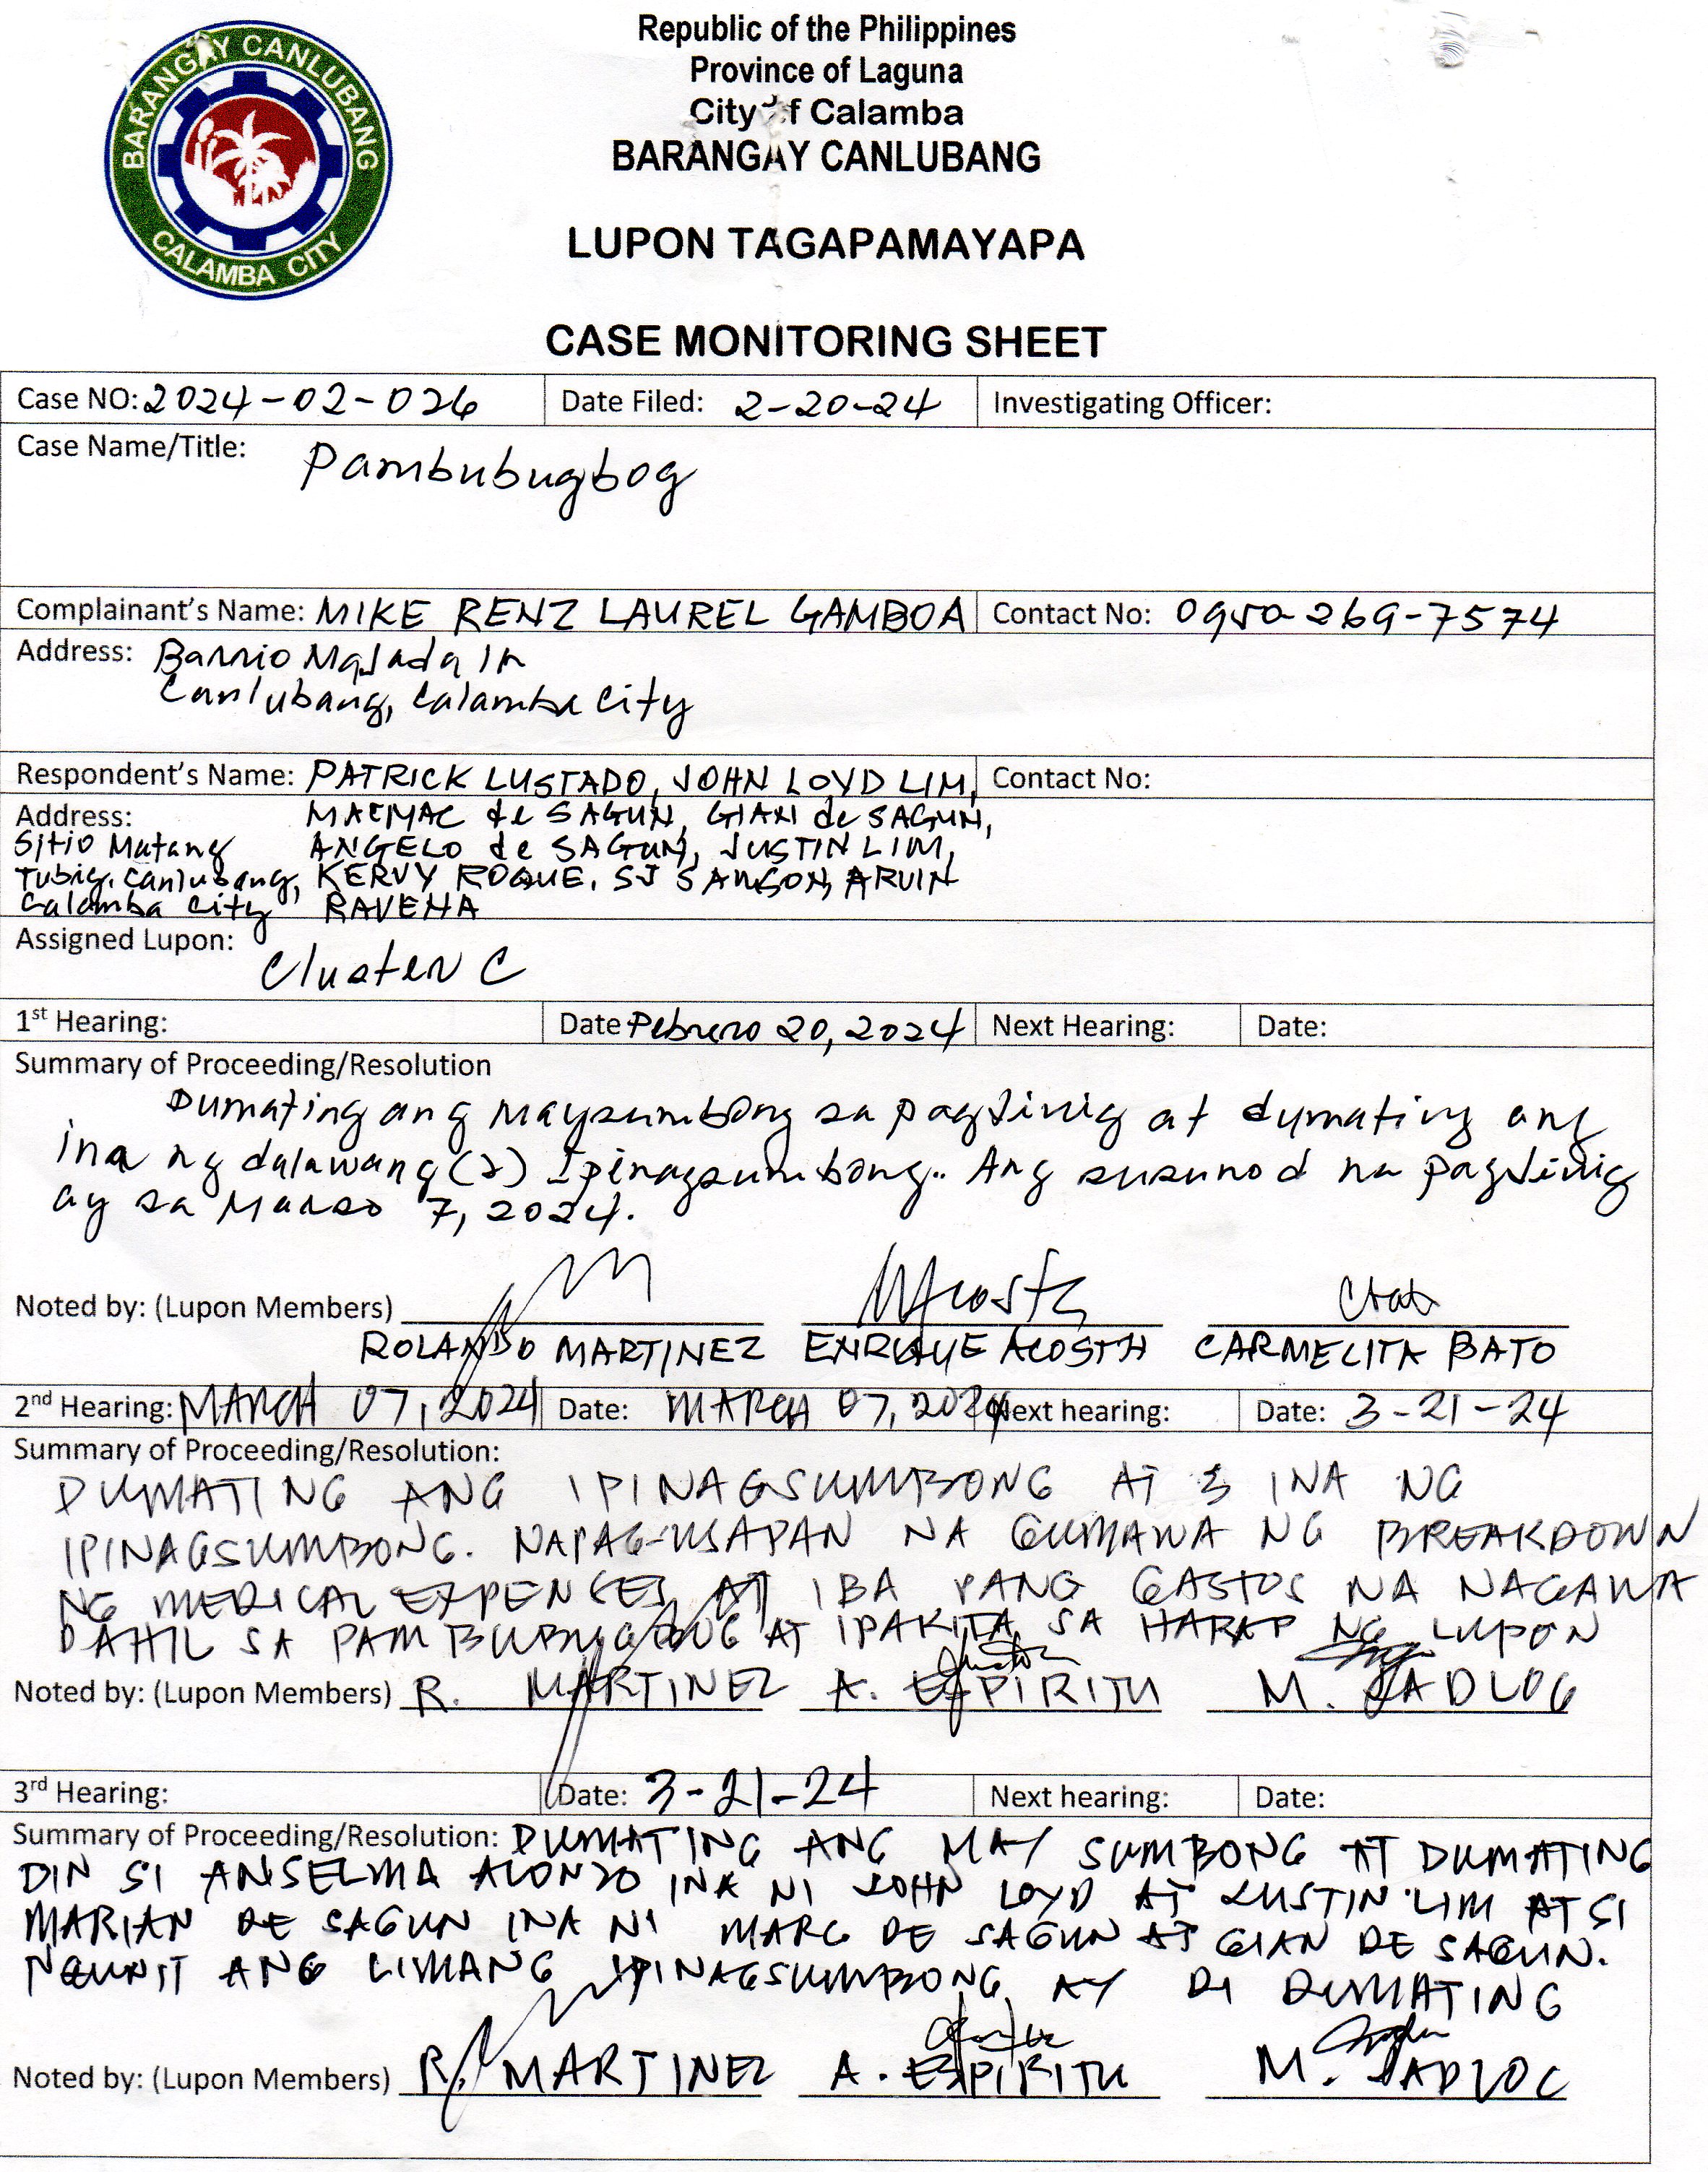 BARANGAY CANLUBANG
CALAMBA CITY
Republic of the Philippines
Province of Laguna
City of Calamba
BARANGAY CANLUBANG
LUPON TAGAPAMAYAPA
CASE MONITORING SHEET
Case NO: 2024-02-026 Date Filed: 2-20-24 Investigating Officer:
Case Name/Title: Pambubugbog
Complainant's Name: MIKE RENZ LAUREL GAMBOA Contact No: 0950-269-7574
Address: Barrio Majada In
Canlubang, Calamba City
Respondent's Name: PATRICK LUSTADO, JOHN LOYD LIM, Contact No:
Address: MACMAC de SAGUN, GIAN de SAGUN,
Sitio Matang ANGELO de SAGUN, JUSTIN LIM,
Tubig, Canlubang, KERVY ROQUE, SJ SAMSON, ARVIN
Calamba City RAVENA
Assigned Lupon: Cluster C
1st Hearing: Date Pebrero 20, 2024 Next Hearing: Date:
Summary of Proceeding/Resolution
Dumating ang maysumbong sa pagdinig at dumating ang
ina ng dalawang (2) Ipinagsumbong. Ang susunod na pagdinig
ay sa Marso 7, 2024.
Noted by: (Lupon Members)
ROLANDO MARTINEZ ENRIQUE ACOSTA CARMELITA BATO
2nd Hearing: MARCH 07, 2024 Date: MARCH 07, 2024 Next hearing: Date: 3-21-24
Summary of Proceeding/Resolution:
DUMATING ANG IPINAGSUMBONG AT 3 INA NG
IPINAGSUMBONG. NAPAG-USAPAN NA GUMAWA NG BREAKDOWN
NG MEDICAL EXPENCES AT IBA PANG GASTOS NA NAGAWA
DAHIL SA AT IPAKITA SA HARAP NG LUPON
Noted by: (Lupon Members) R. MARTINEZ A. ESPIRITU M. JADLOG
3rd Hearing: Date: 3-21-24 Next hearing: Date:
Summary of Proceeding/Resolution: DUMATING ANG MAY SUMBONG AT DUMATING
DIN SI ANSELMA ALONZO INA NI JOHN LOYD AT JUSTIN LIM AT SI
MARIAN DE SAGUN INA NI MARC DE SAGUN AT GIAN DE SAGUN.
NGUNIT ANG LIMANG IPINAGSUMBONG AY DI DUMATING
Noted by: (Lupon Members) R. MARTINEZ A. ESPIRITU M. JADLOC